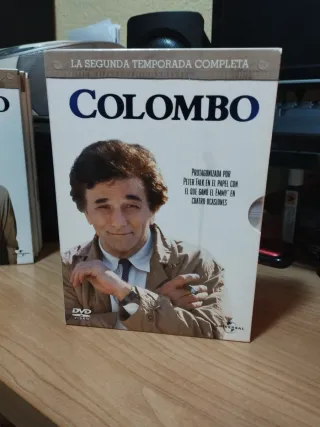 LA SEGUNDA TEMPORADA COMPLETA
COLOMBO
PROTAGONIZADA POR
PETER FALK EN EL PAPEL CON
EL QUE GANÓ EL EMMY® EN
CUATRO OCASIONES
DVD
VIDEO
UNIVERSAL
O